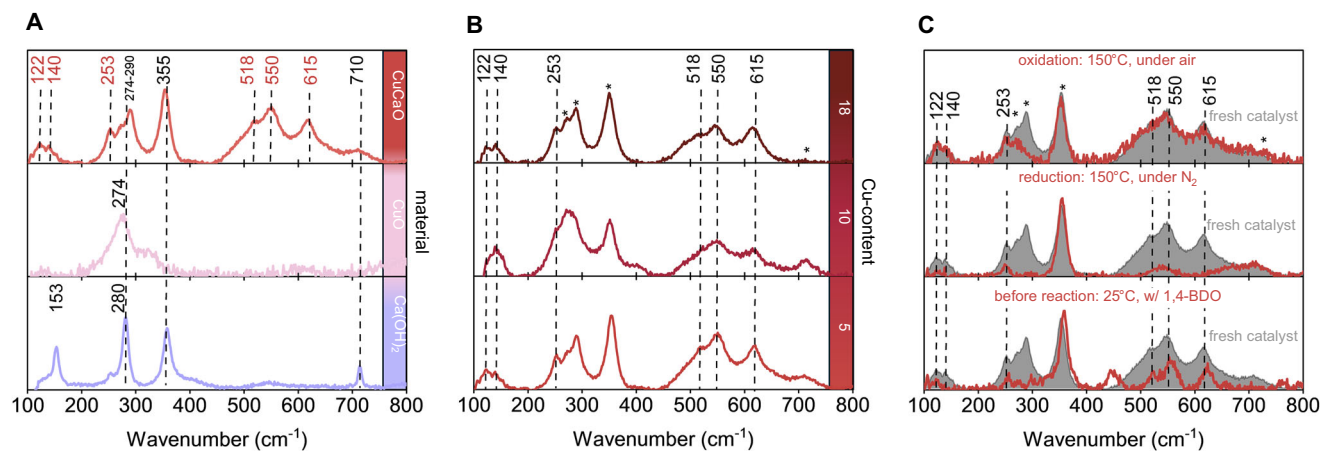 A
122
140
253
274-290
355
518
550
615
710
CuCaO
274
CuO
153
280
Ca(OH)2
material
100 200 300 400 500 600 700 800
Wavenumber (cm-1)
B
122
140
253
518
550
615
* * * *
18
10
5
Cu-content
100 200 300 400 500 600 700 800
Wavenumber (cm-1)
C
oxidation: 150°C, under air
122
140
253
* * * *
518
550
615
fresh catalyst
reduction: 150°C, under N2
fresh catalyst
before reaction: 25°C, w/ 1,4-BDO
fresh catalyst
100 200 300 400 500 600 700 800
Wavenumber (cm-1)